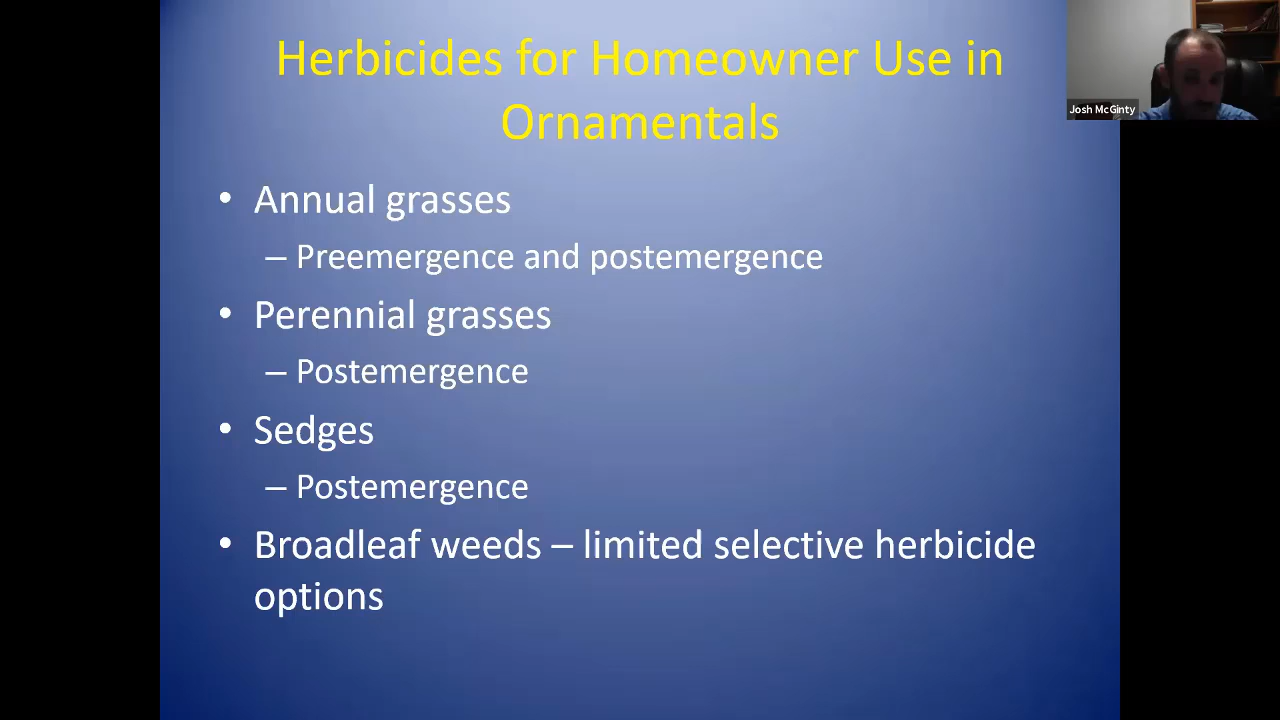 Herbicides for Homeowner Use in
Ornamentals
Josh McGinty
• Annual grasses
– Preemergence and postemergence
• Perennial grasses
– Postemergence
• Sedges
– Postemergence
• Broadleaf weeds – limited selective herbicide
options